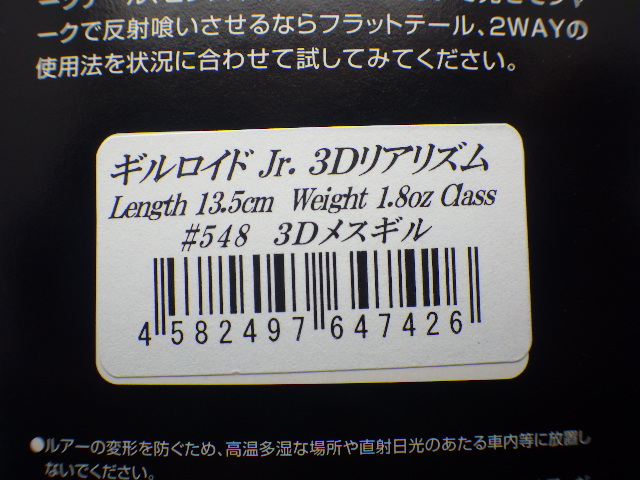 ークで反射喰いさせるならフラットテール、2WAYの
使用法を状況に合わせて試してみてください。
ギルロイド Jr. 3Dリアリズム
Length 13.5cm Weight 1.8oz Class
#548 3Dメスギル
4 582497 647426
●ルアーの変形を防ぐため、高温多湿な場所や直射日光のあたる車内等に放置し
ないでください。